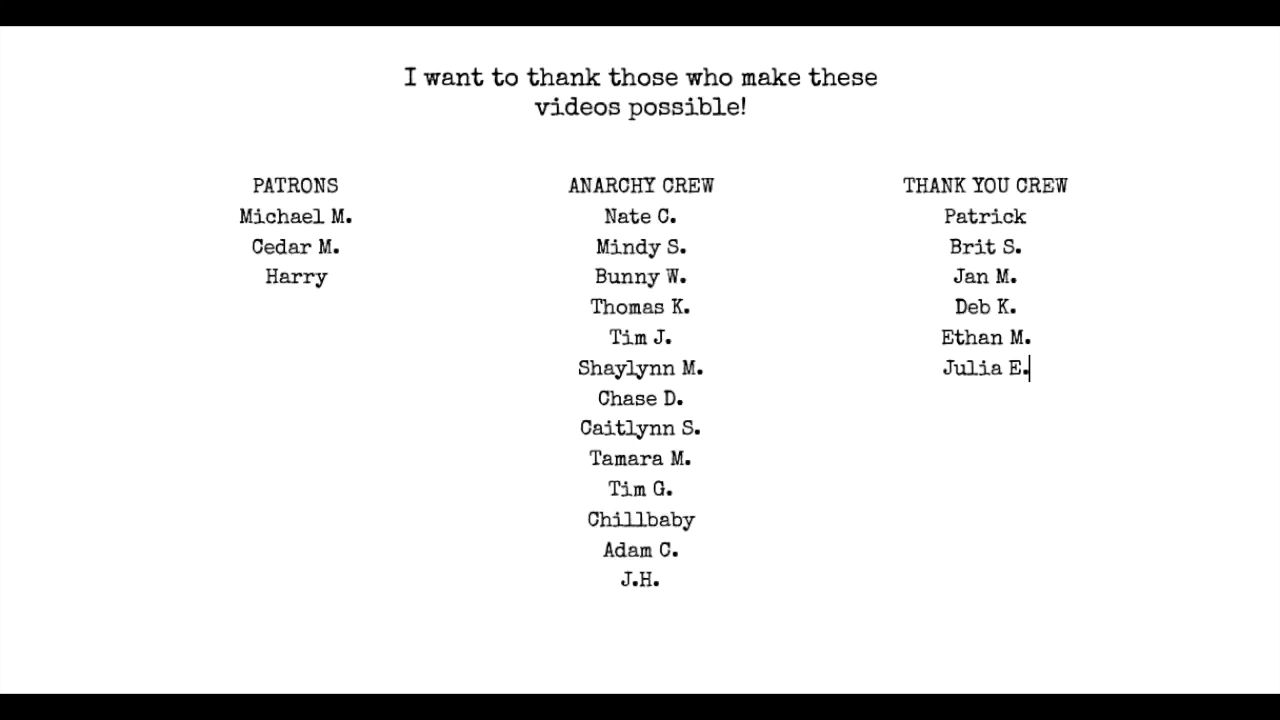 I want to thank those who make these
videos possible!
PATRONS
Michael M.
Cedar M.
Harry
ANARCHY CREW
Nate C.
Mindy S.
Bunny W.
Thomas K.
Tim J.
Shaylynn M.
Chase D.
Caitlynn S.
Tamara M.
Tim G.
Chillbaby
Adam C.
J.H.
THANK YOU CREW
Patrick
Brit S.
Jan M.
Deb K.
Ethan M.
Julia E.